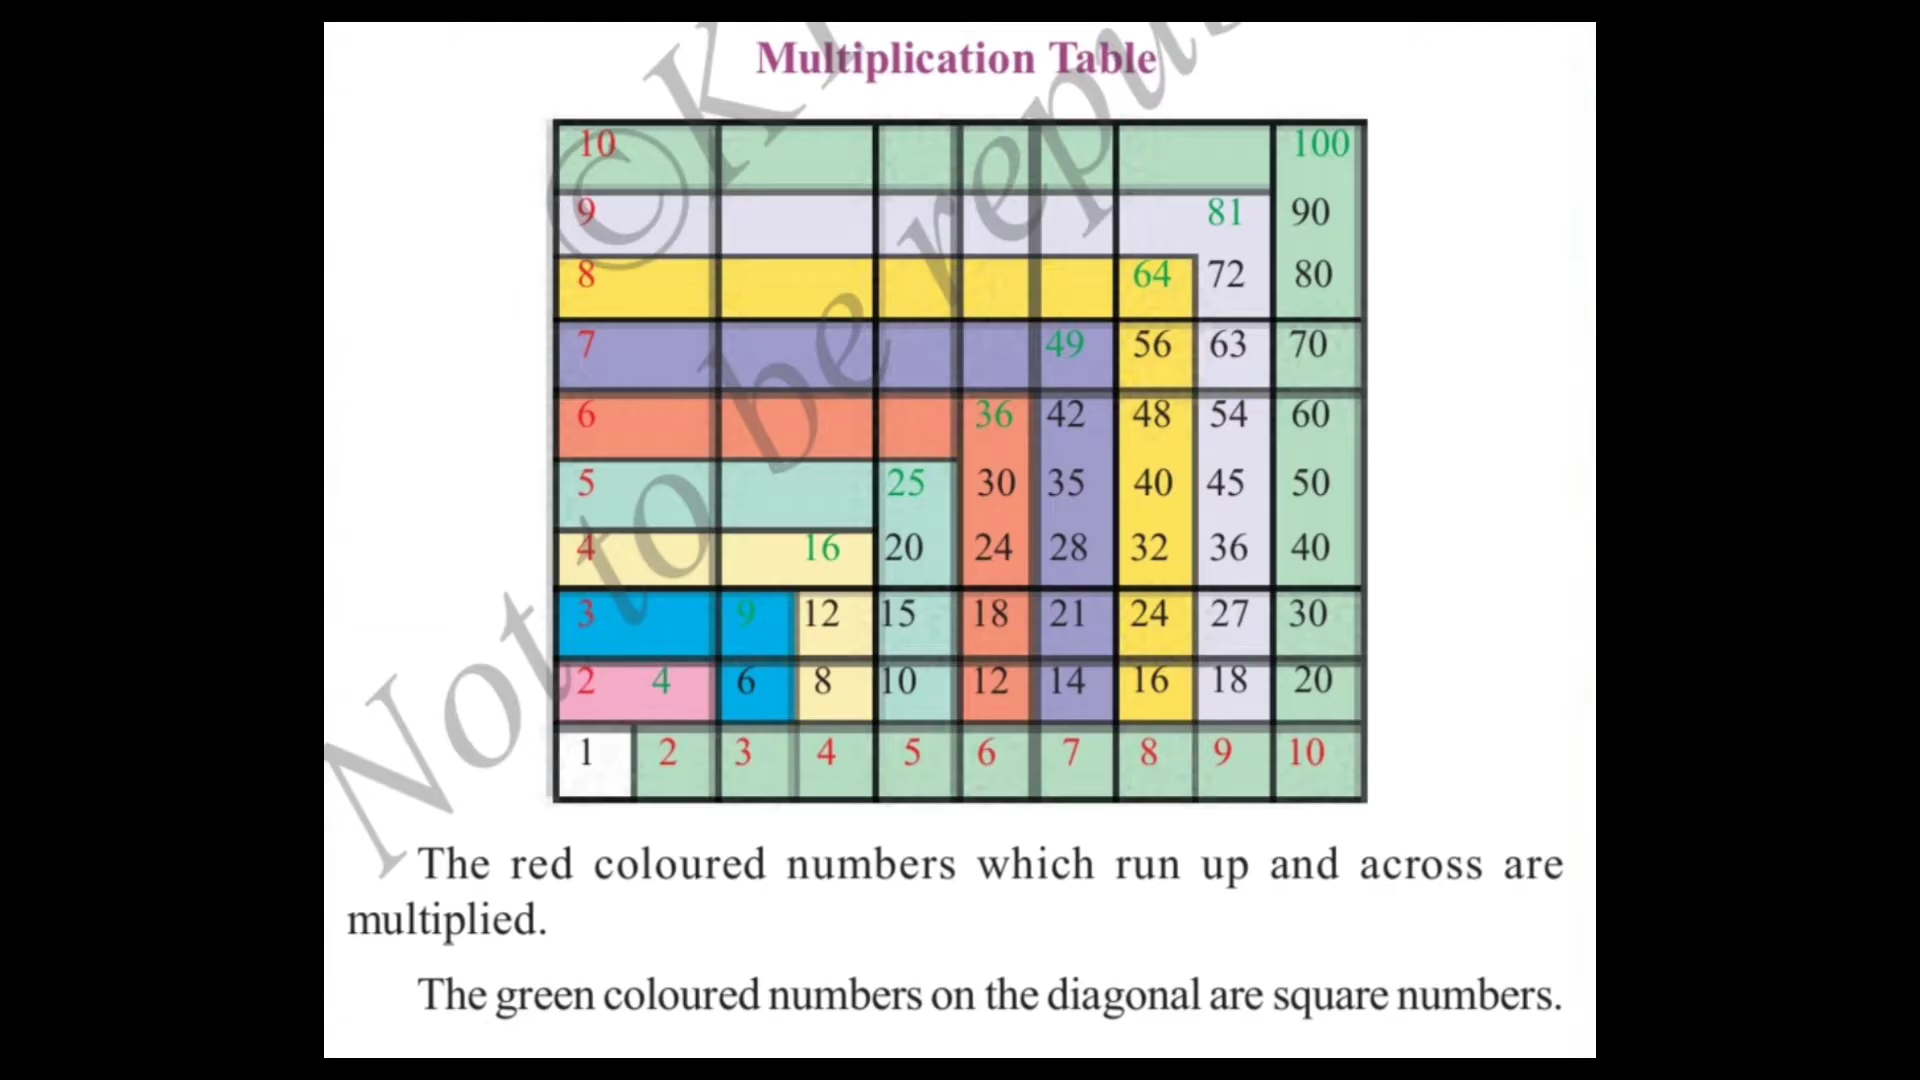 Multiplication Table
10 100
9 81 90
8 64 72 80
7 49 56 63 70
6 36 42 48 54 60
5 25 30 35 40 45 50
4 16 20 24 28 32 36 40
3 9 12 15 18 21 24 27 30
2 4 6 8 10 12 14 16 18 20
1 2 3 4 5 6 7 8 9 10
The red coloured numbers which run up and across are
multiplied.
The green coloured numbers on the diagonal are square numbers.
Not to be
©K